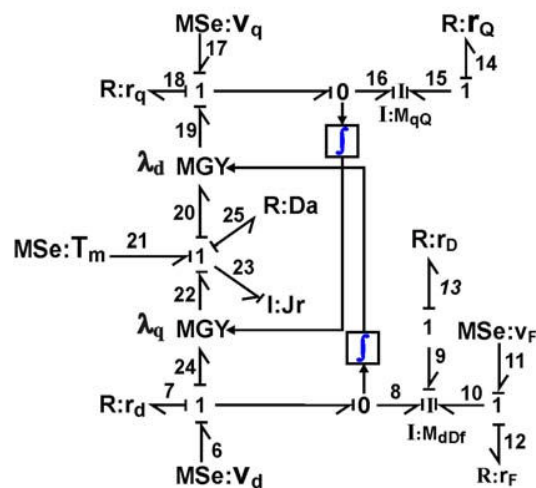 MSe:vq R:rQ
17 14
R:rq 18 1 0 16 II 15 1
I:MqQ
19 ∫
λd MGY
20 25 R:Da
R:rD
MSe:Tm 21 1
23 13
22 I:Jr 1 MSe:vF
λq MGY
∫ 9 11
24
R:rd 7 1 0 8 II 10 1
I:MdDf
6 12
MSe:vd R:rF